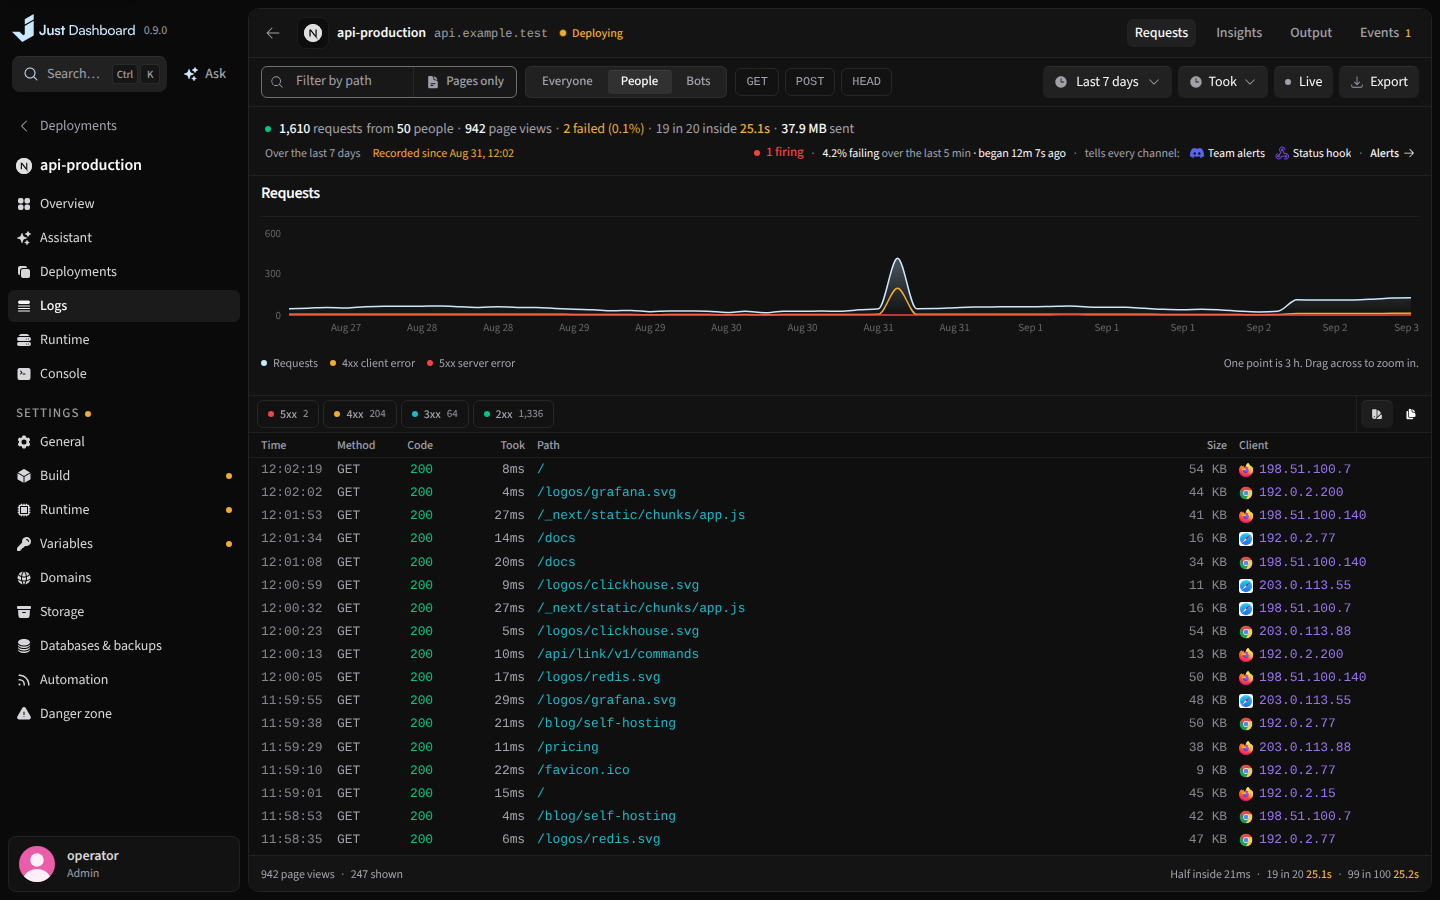 Just Dashboard 0.9.0
Search… Ctrl K Ask
Deployments
api-production
Overview
Assistant
Deployments
Logs
Runtime
Console
SETTINGS
General
Build
Runtime
Variables
Domains
Storage
Databases & backups
Automation
Danger zone
operator
Admin
N api-production api.example.test Deploying
Requests Insights Output Events 1
Filter by path Pages only Everyone People Bots GET POST HEAD Last 7 days Took Live Export
1,610 requests from 50 people · 942 page views · 2 failed (0.1%) · 19 in 20 inside 25.1s · 37.9 MB sent
Over the last 7 days Recorded since Aug 31, 12:02 1 firing · 4.2% failing over the last 5 min · began 12m 7s ago · tells every channel: Team alerts Status hook · Alerts →
Requests
600
300
0
Aug 27 Aug 28 Aug 28 Aug 29 Aug 29 Aug 30 Aug 30 Aug 31 Aug 31 Sep 1 Sep 1 Sep 1 Sep 2 Sep 2 Sep 3
Requests 4xx client error 5xx server error One point is 3 h. Drag across to zoom in.
5xx 2 4xx 204 3xx 64 2xx 1,336
Time Method Code Took Path Size Client
12:02:19 GET 200 8ms / 54 KB 198.51.100.7
12:02:02 GET 200 4ms /logos/grafana.svg 44 KB 192.0.2.200
12:01:53 GET 200 27ms /_next/static/chunks/app.js 41 KB 198.51.100.140
12:01:34 GET 200 14ms /docs 16 KB 192.0.2.77
12:01:08 GET 200 20ms /docs 34 KB 198.51.100.140
12:00:59 GET 200 9ms /logos/clickhouse.svg 11 KB 203.0.113.55
12:00:32 GET 200 27ms /_next/static/chunks/app.js 16 KB 198.51.100.7
12:00:23 GET 200 5ms /logos/clickhouse.svg 54 KB 203.0.113.88
12:00:13 GET 200 10ms /api/link/v1/commands 13 KB 192.0.2.200
12:00:05 GET 200 17ms /logos/redis.svg 50 KB 198.51.100.140
11:59:55 GET 200 29ms /logos/grafana.svg 48 KB 203.0.113.55
11:59:38 GET 200 21ms /blog/self-hosting 50 KB 192.0.2.77
11:59:29 GET 200 11ms /pricing 38 KB 203.0.113.88
11:59:10 GET 200 22ms /favicon.ico 9 KB 192.0.2.77
11:59:01 GET 200 15ms / 45 KB 192.0.2.15
11:58:53 GET 200 4ms /blog/self-hosting 42 KB 198.51.100.7
11:58:35 GET 200 6ms /logos/redis.svg 47 KB 192.0.2.77
942 page views · 247 shown Half inside 21ms · 19 in 20 25.1s · 99 in 100 25.2s